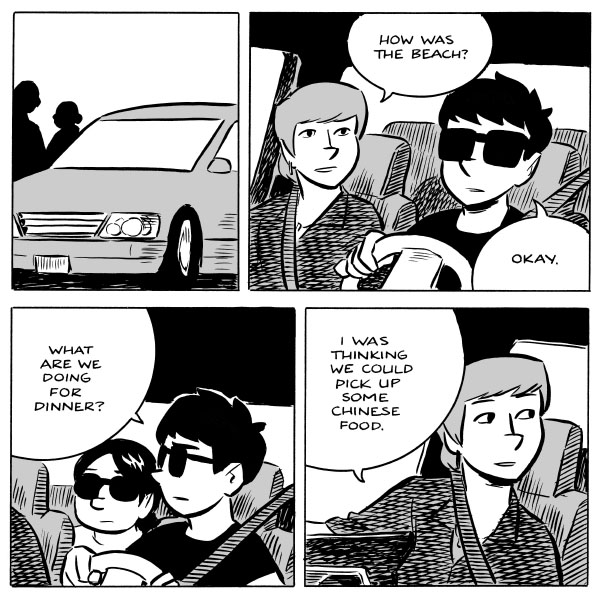 HOW WAS
THE BEACH?
OKAY.
WHAT
ARE WE
DOING
FOR
DINNER?
I WAS
THINKING
WE COULD
PICK UP
SOME
CHINESE
FOOD.